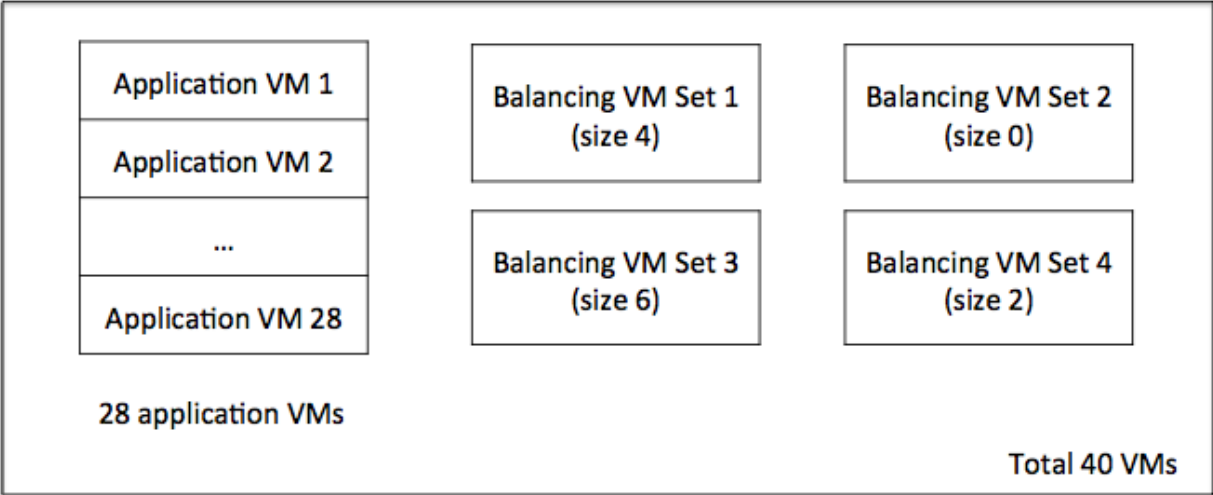 Application VM 1
Application VM 2
...
Application VM 28
28 application VMs
Balancing VM Set 1
(size 4)
Balancing VM Set 2
(size 0)
Balancing VM Set 3
(size 6)
Balancing VM Set 4
(size 2)
Total 40 VMs